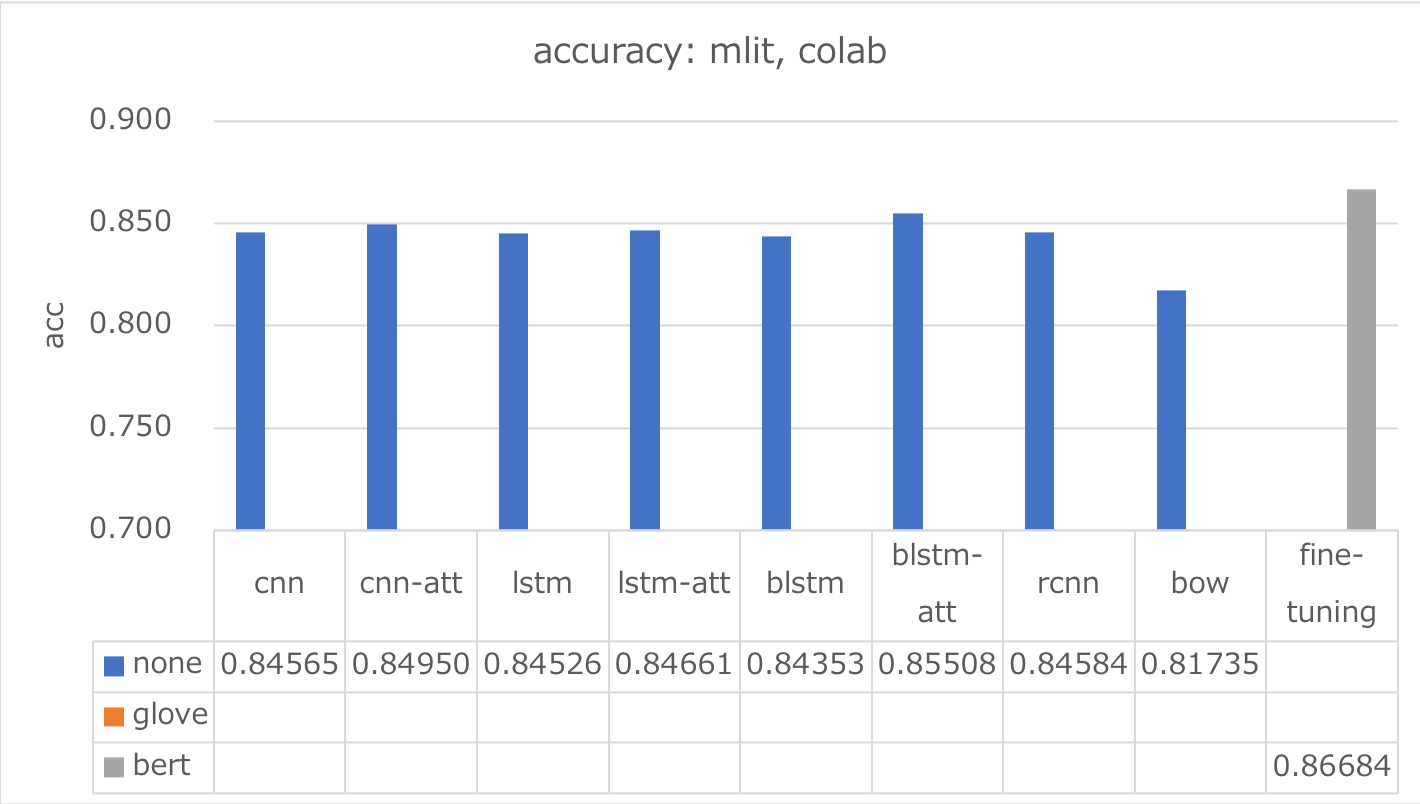 accuracy: mlit, colab
0.900
0.850
0.800
0.750
0.700
acc
cnn cnn-att lstm lstm-att blstm blstm-att rcnn bow fine-tuning
none 0.84565 0.84950 0.84526 0.84661 0.84353 0.85508 0.84584 0.81735
glove
bert 0.86684